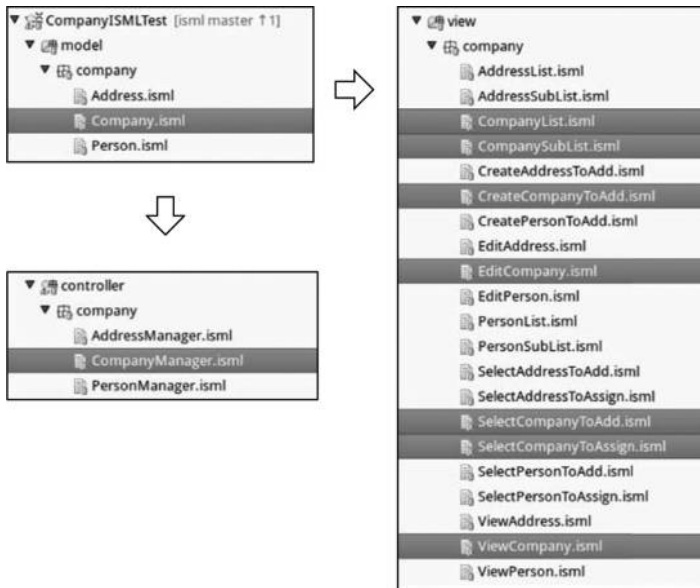 CompanyISMLTest [isml master ↑1]
model
company
Address.isml
Company.isml
Person.isml
controller
company
AddressManager.isml
CompanyManager.isml
PersonManager.isml
view
company
AddressList.isml
AddressSubList.isml
CompanyList.isml
CompanySubList.isml
CreateAddressToAdd.isml
CreateCompanyToAdd.isml
CreatePersonToAdd.isml
EditAddress.isml
EditCompany.isml
EditPerson.isml
PersonList.isml
PersonSubList.isml
SelectAddressToAdd.isml
SelectAddressToAssign.isml
SelectCompanyToAdd.isml
SelectCompanyToAssign.isml
SelectPersonToAdd.isml
SelectPersonToAssign.isml
ViewAddress.isml
ViewCompany.isml
ViewPerson.isml